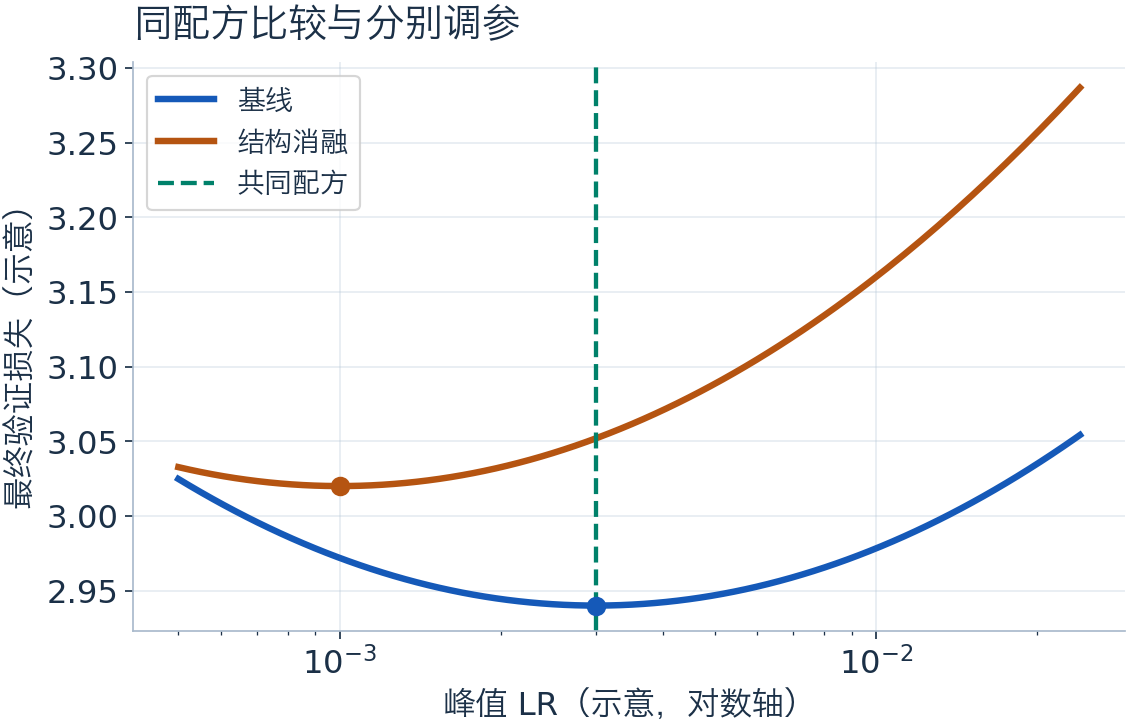 同配方比较与分别调参
基线
结构消融
共同配方
最终验证损失（示意）
3.30
3.25
3.20
3.15
3.10
3.05
3.00
2.95
10⁻³
10⁻²
峰值 LR（示意，对数轴）